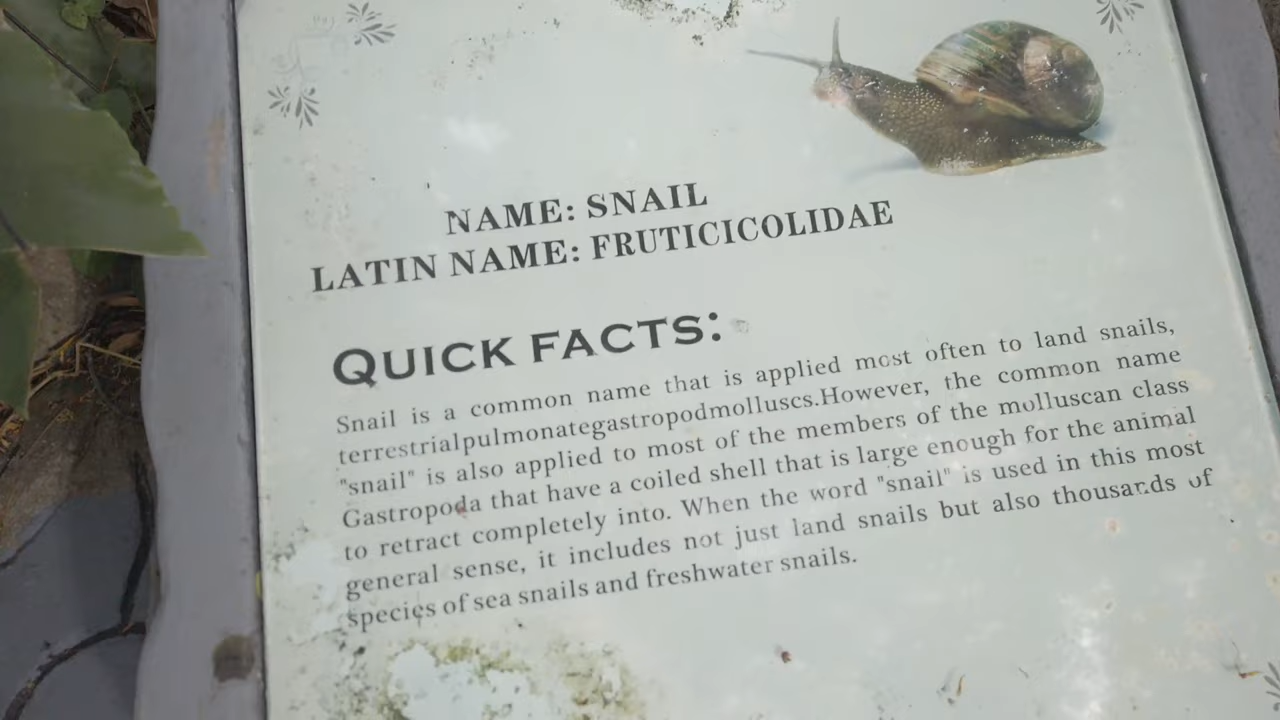 NAME: SNAIL
LATIN NAME: FRUTICICOLIDAE
QUICK FACTS:
Snail is a common name that is applied most often to land snails,
terrestrialpulmonategastropodmolluscs.However, the common name
"snail" is also applied to most of the members of the molluscan class
Gastropoda that have a coiled shell that is large enough for the animal
to retract completely into. When the word "snail" is used in this most
general sense, it includes not just land snails but also thousands of
species of sea snails and freshwater snails.